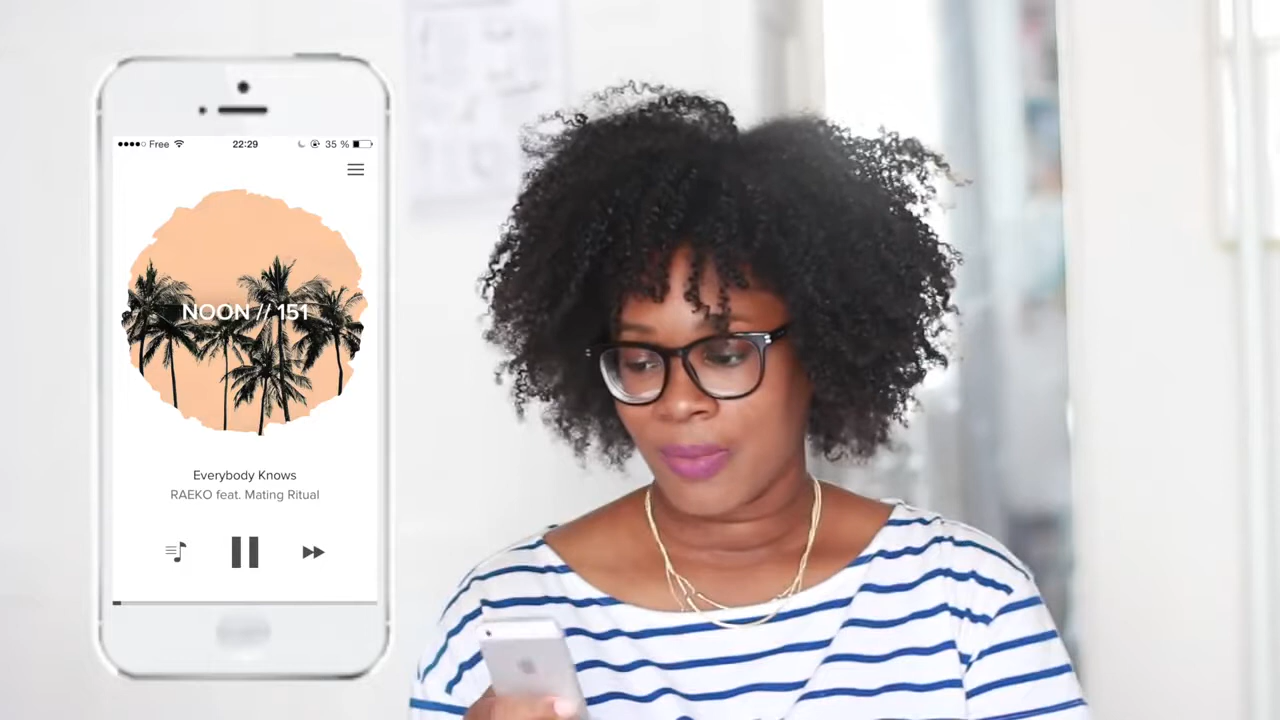 Free 22:29 35 %
NOON // 151
Everybody Knows
RAEKO feat. Mating Ritual